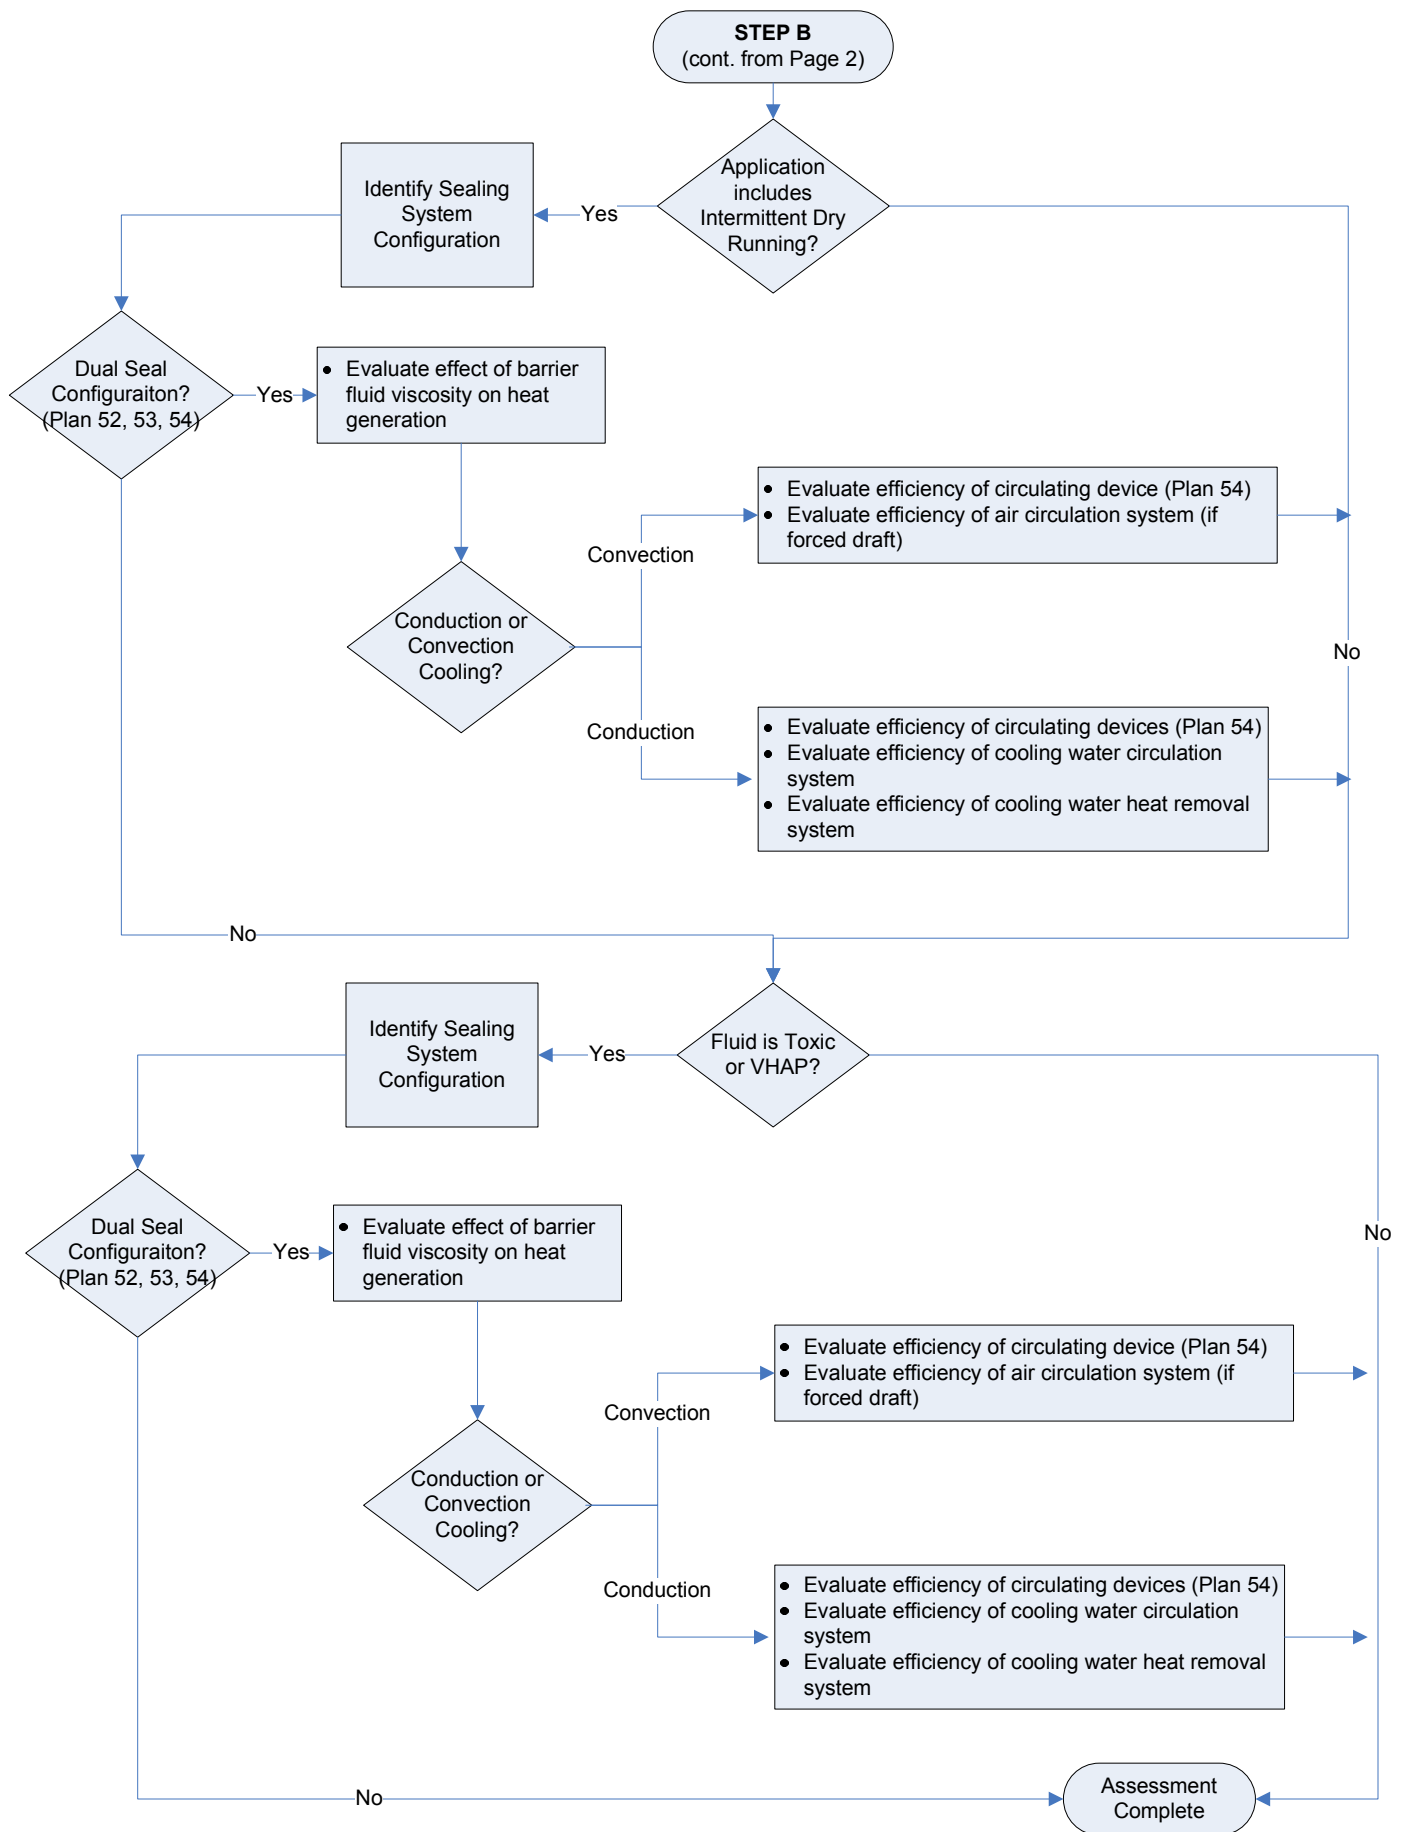 STEP B
(cont. from Page 2)
Application
includes
Intermittent Dry
Running?
Yes
Identify Sealing
System
Configuration
Dual Seal
Configuraiton?
(Plan 52, 53, 54)
Yes
• Evaluate effect of barrier
fluid viscosity on heat
generation
• Evaluate efficiency of circulating device (Plan 54)
• Evaluate efficiency of air circulation system (if
forced draft)
Convection
Conduction or
Convection
Cooling?
No
Conduction
• Evaluate efficiency of circulating devices (Plan 54)
• Evaluate efficiency of cooling water circulation
system
• Evaluate efficiency of cooling water heat removal
system
No
Identify Sealing
System
Configuration
Yes
Fluid is Toxic
or VHAP?
Dual Seal
Configuraiton?
(Plan 52, 53, 54)
Yes
• Evaluate effect of barrier
fluid viscosity on heat
generation
No
• Evaluate efficiency of circulating device (Plan 54)
• Evaluate efficiency of air circulation system (if
forced draft)
Convection
Conduction or
Convection
Cooling?
Conduction
• Evaluate efficiency of circulating devices (Plan 54)
• Evaluate efficiency of cooling water circulation
system
• Evaluate efficiency of cooling water heat removal
system
No
Assessment
Complete